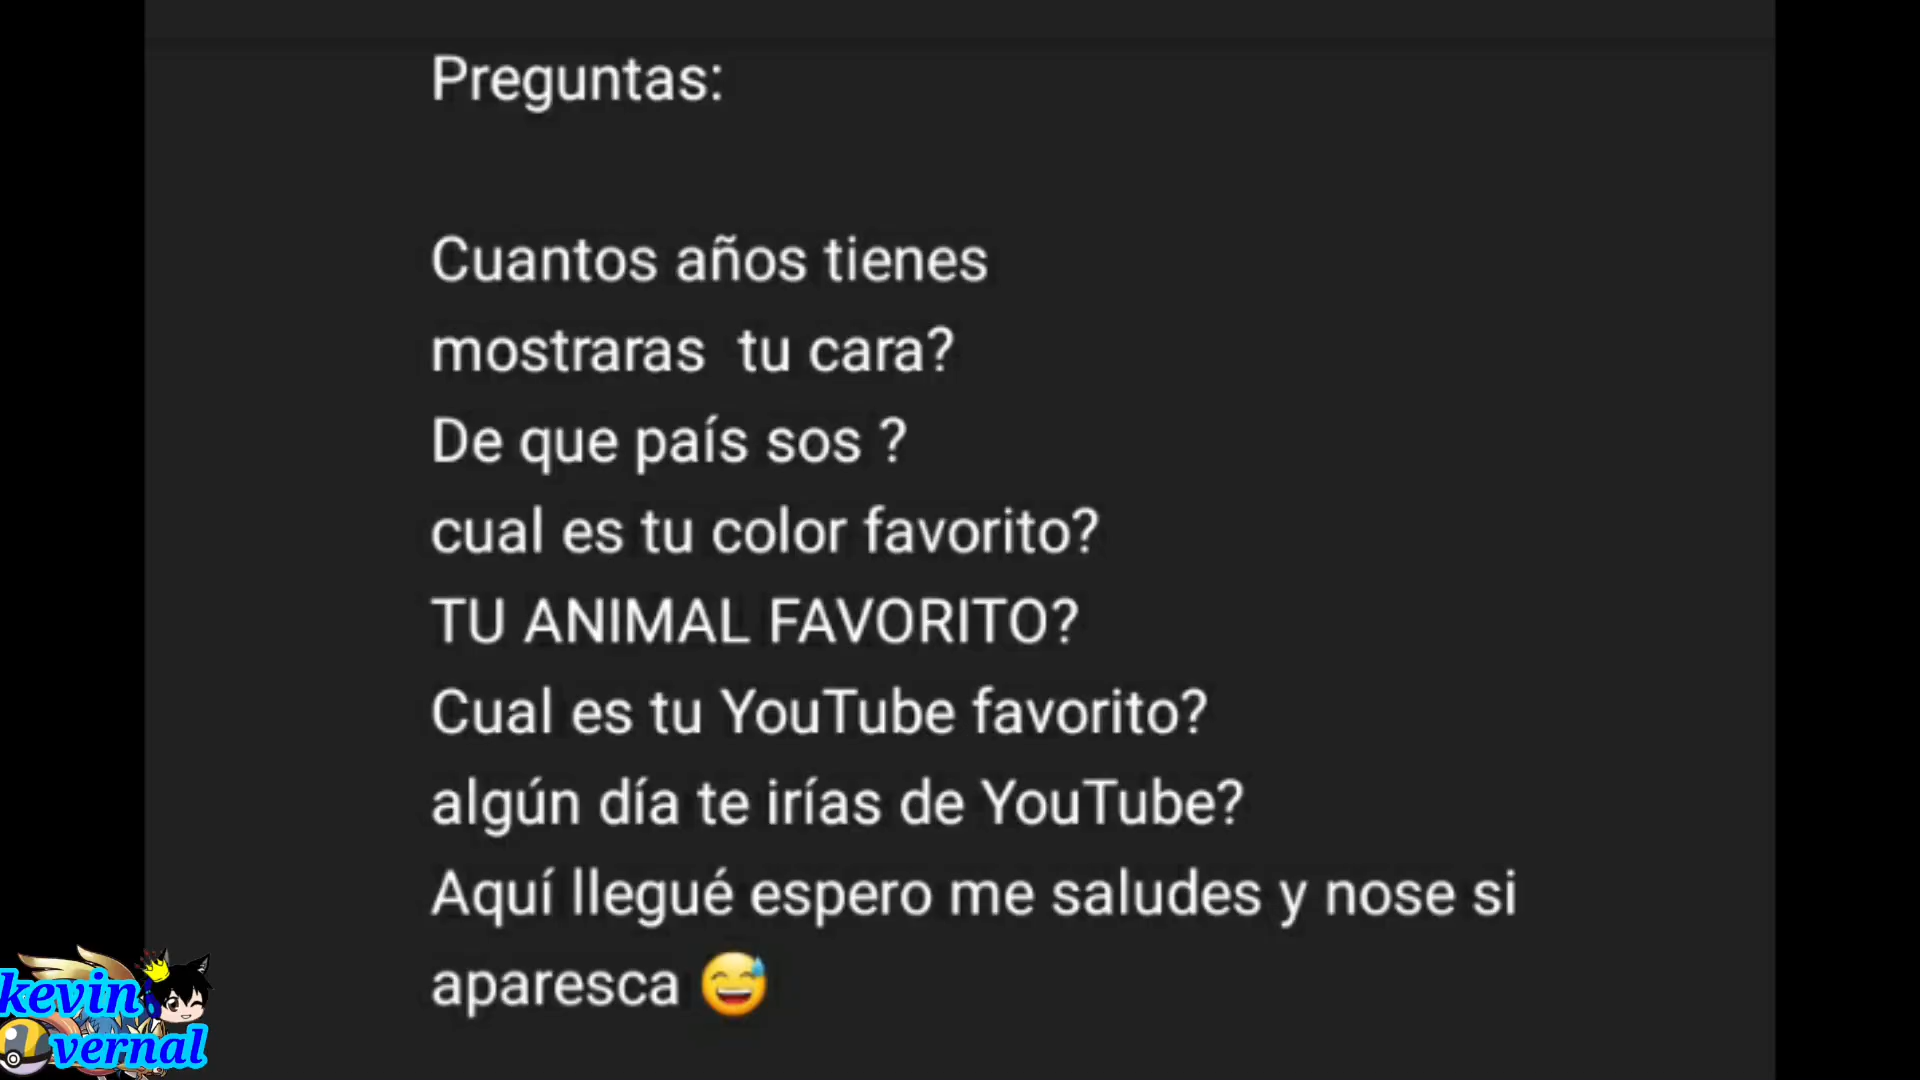 Preguntas:
Cuantos años tienes
mostraras tu cara?
De que país sos ?
cual es tu color favorito?
TU ANIMAL FAVORITO?
Cual es tu YouTube favorito?
algún día te irías de YouTube?
Aquí llegué espero me saludes y nose si
aparesca 😅
kevin
vernal